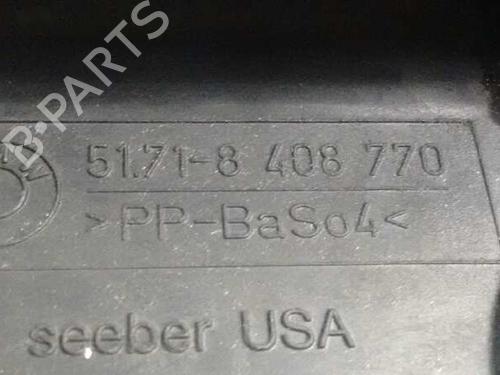 51.71-8 408 770
>PP-BaSo4<
seeber USA
B-PARTS